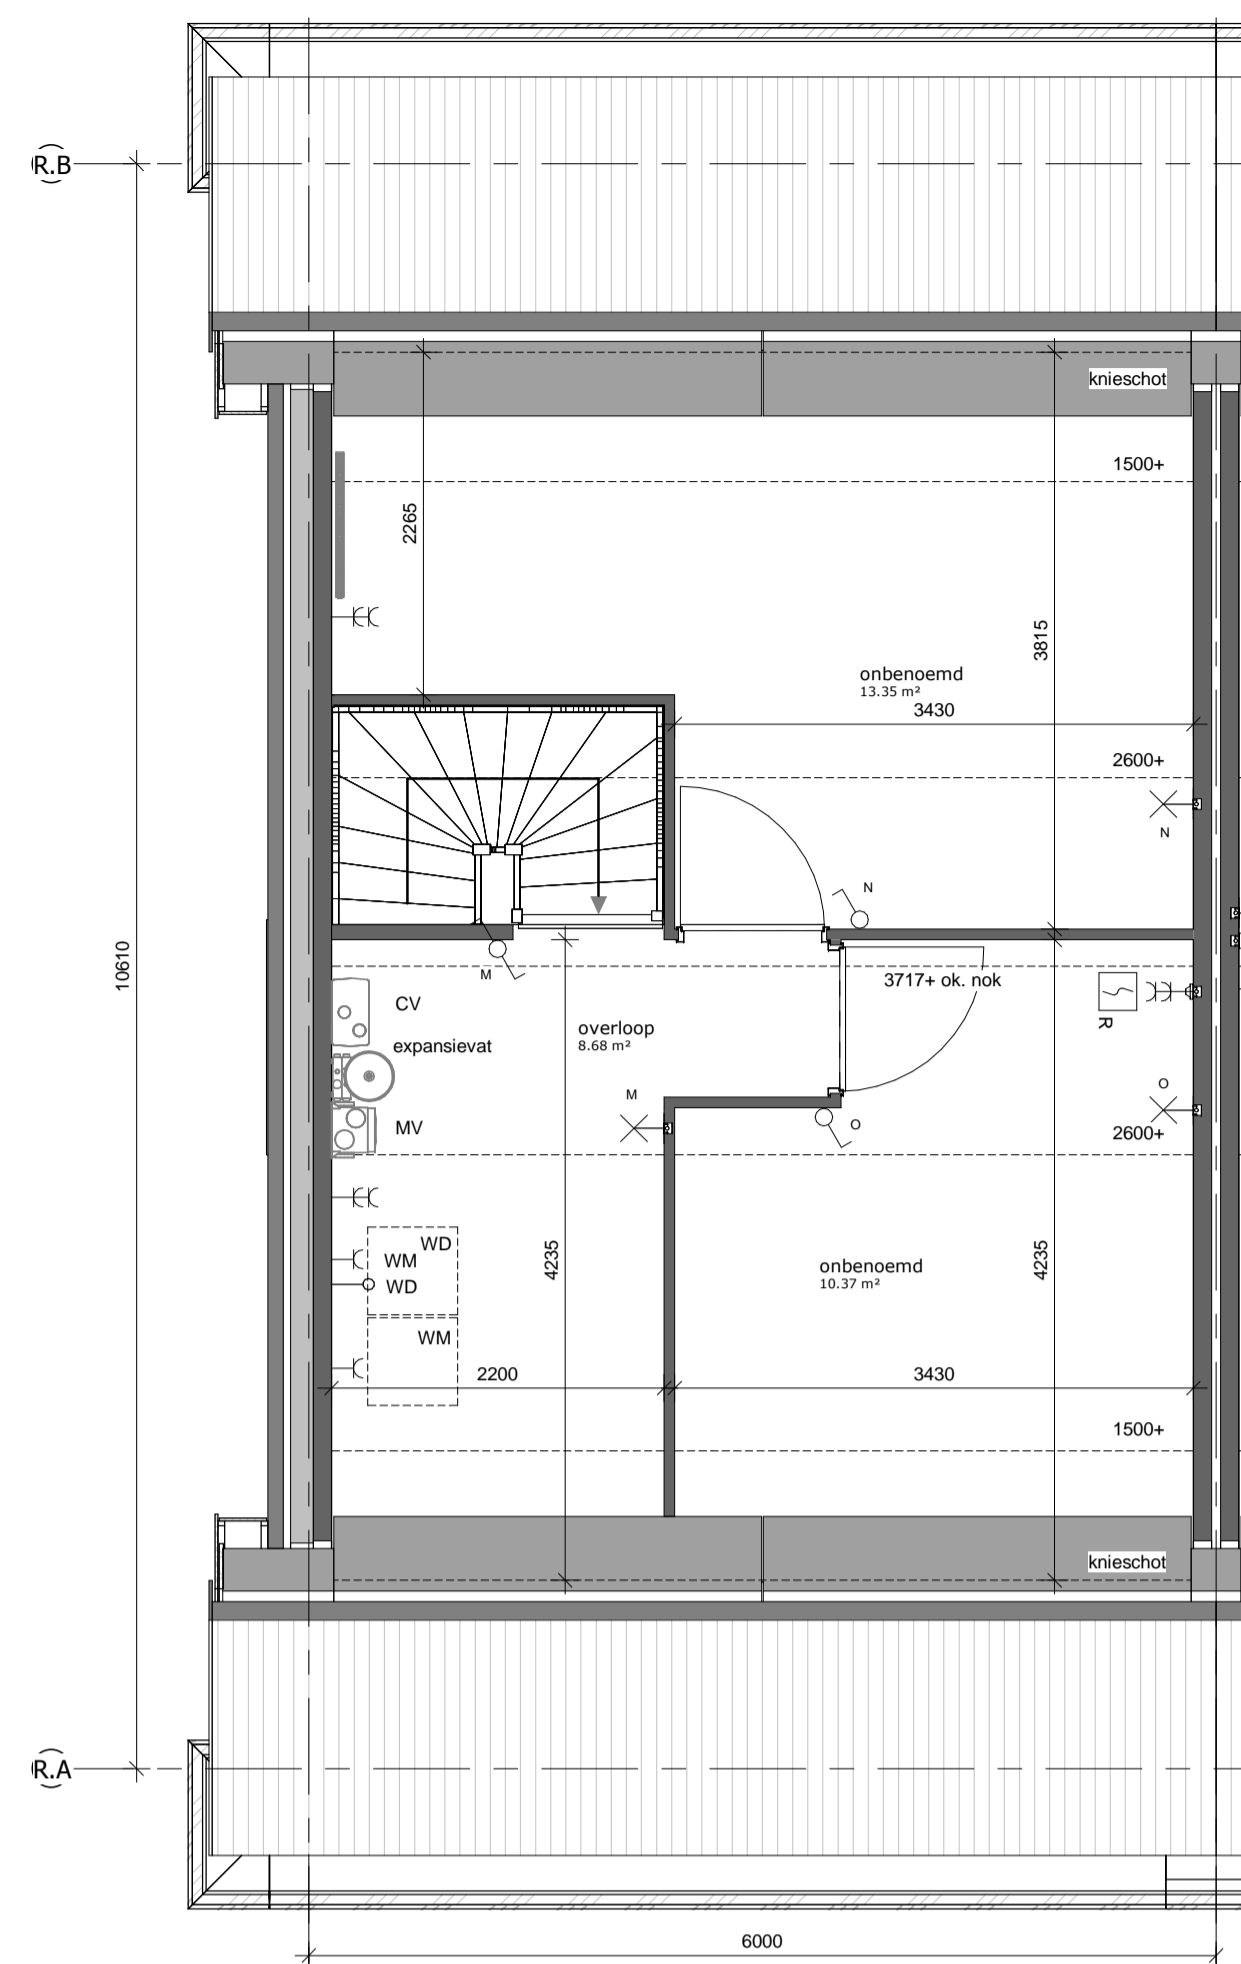 R.B
knieschot
1500+
2265
3815
onbenoemd
13.35 m²
3430
2600+
N
N
M
3717+ ok. nok
CV
overloop
8.68 m²
R
expansievat
10610
M
O
MV
O
2600+
WD
WM
WD
4235
4235
onbenoemd
10.37 m²
WM
2200
3430
1500+
knieschot
R.A
6000